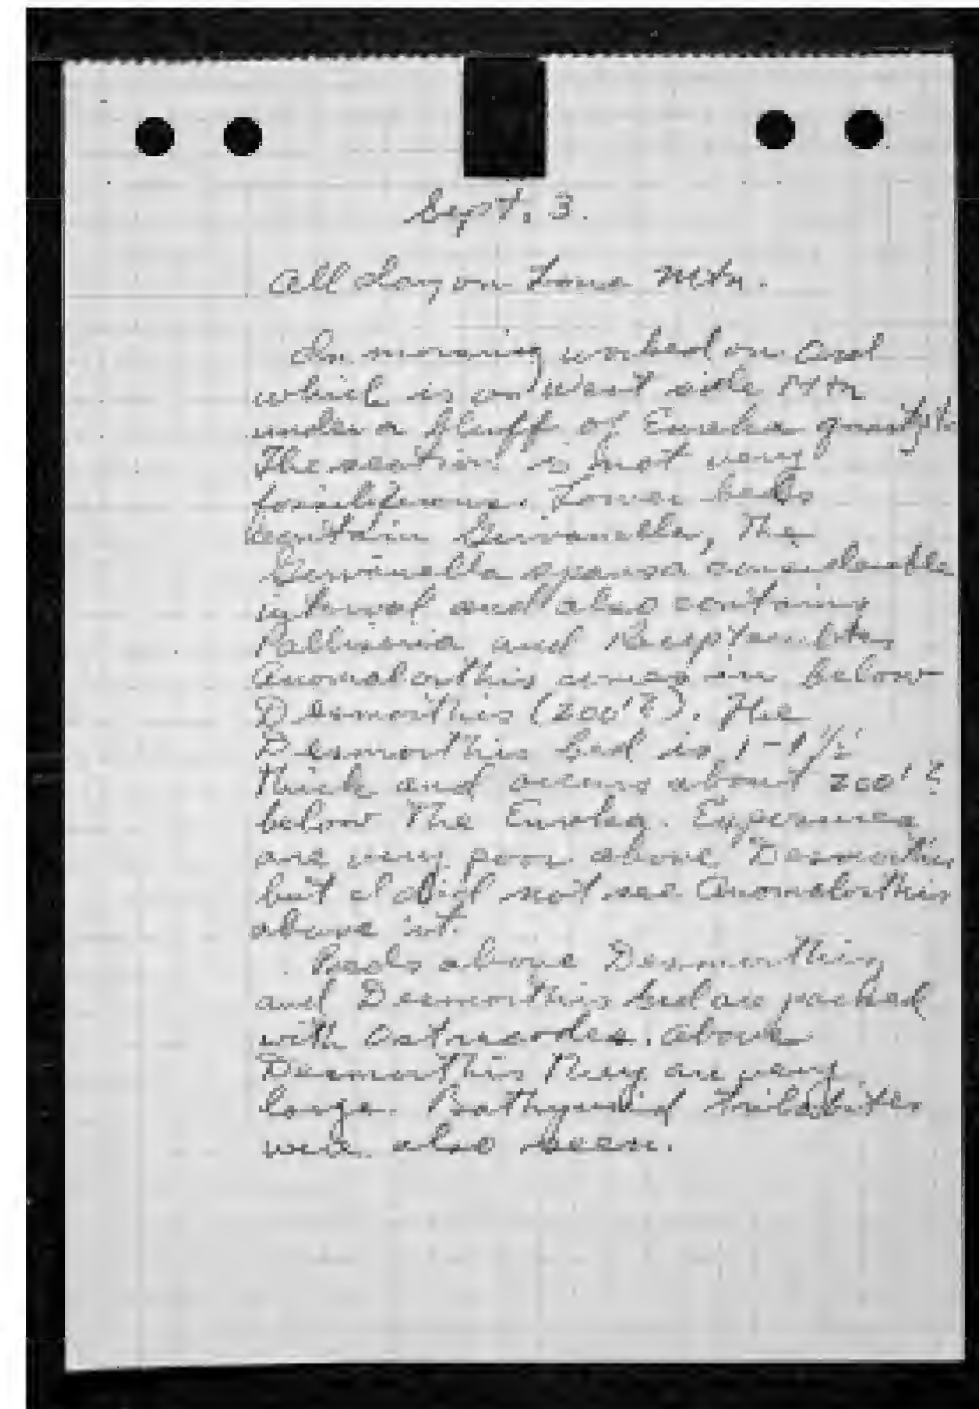 Sept. 3.
All day on Lone Mtn.
In morning worked on Ord
which is on West side Mtn
under a bluff of Eureka quartzite
The section is not very
fossiliferous. Lower beds
contain Girvanella, The
Girvanella spans a considerable
interval and also contains
Palliseria and Receptaculites
Anomalorthis comes in below
Desmorthis (200'?). The
Desmorthis bed is 1-1½'
thick and occurs about 200'?
below The Eureka. Exposures
are very poor above Desmorthis
but I did not see Anomalorthis
above it.
Beds above Desmorthis
and Desmorthis bed are packed
with Ostracodes. Above
Desmorthis They are very
large. Bathyurid trilobites
were also seen.